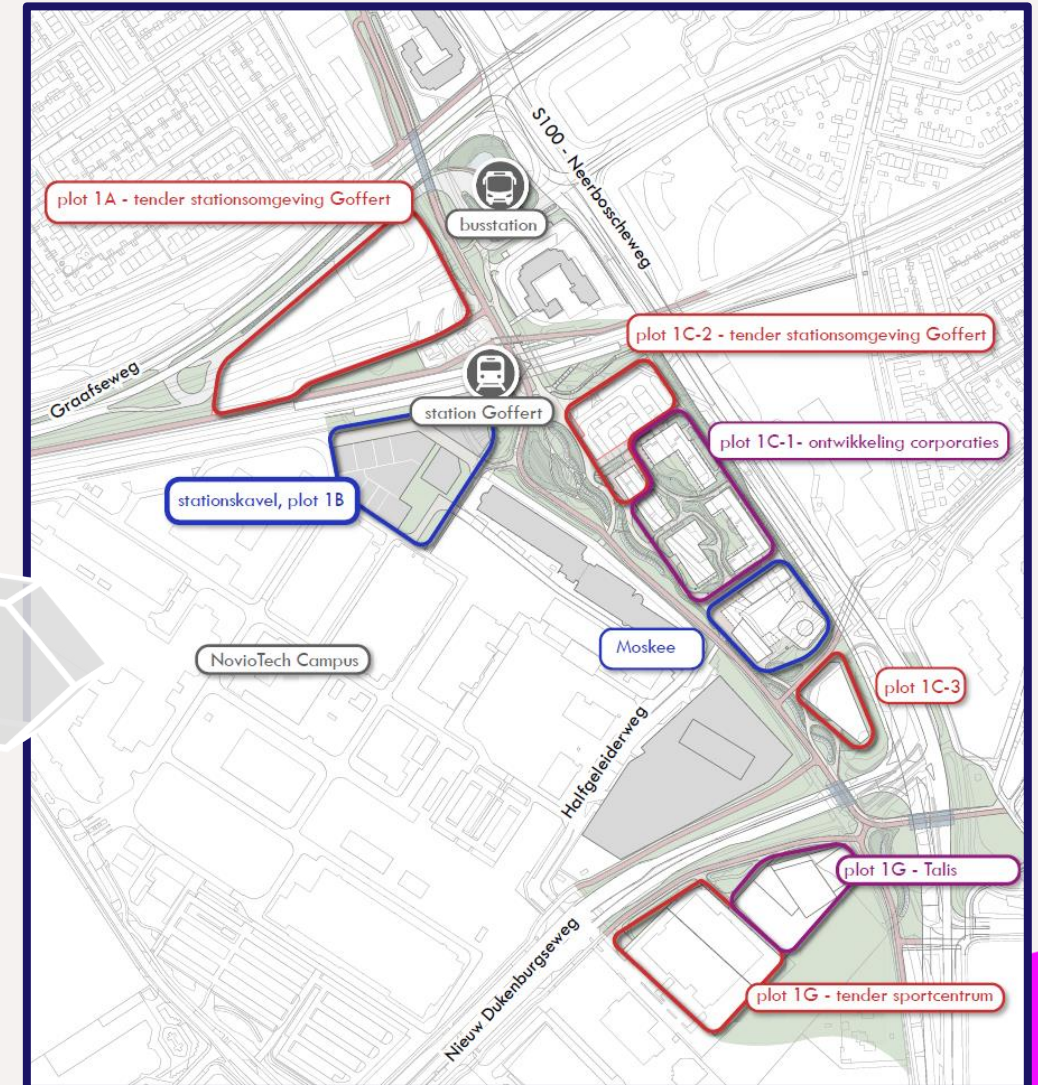 S100 - Neerbosscheweg
plot 1A - tender stationsomgeving Goffert
busstation
plot 1C-2 - tender stationsomgeving Goffert
Graafseweg
station Goffert
plot 1C-1- ontwikkeling corporaties
stationskavel, plot 1B
Moskee
NovioTech Campus
plot 1C-3
Halfgeleiderweg
plot 1G - Talis
Nieuw Dukenburgseweg
plot 1G - tender sportcentrum